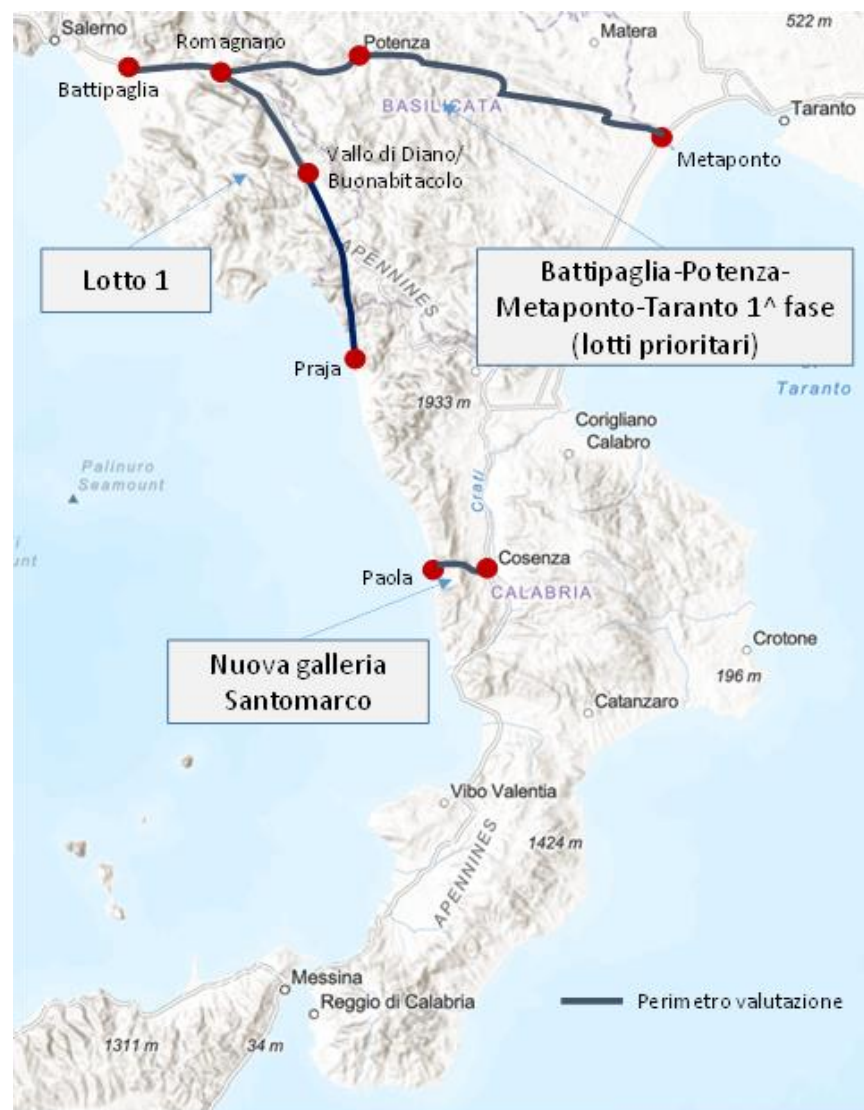 Salerno
Romagnano
Potenza
Matera
522 m
Battipaglia
BASILICATA
Taranto
Metaponto
Vallo di Diano/
Buonabitacolo
APENNINES
Lotto 1
Battipaglia-Potenza-
Metaponto-Taranto 1^ fase
(lotti prioritari)
Praja
1933 m
Taranto
Corigliano
Calabro
Palinuro
Seamount
Crati
Cosenza
Paola
CALABRIA
Crotone
Nuova galleria
Santomarco
196 m
Catanzaro
Vibo Valentia
1424 m
APENNINES
Messina
Reggio di Calabria
Perimetro valutazione
1311 m
34 m